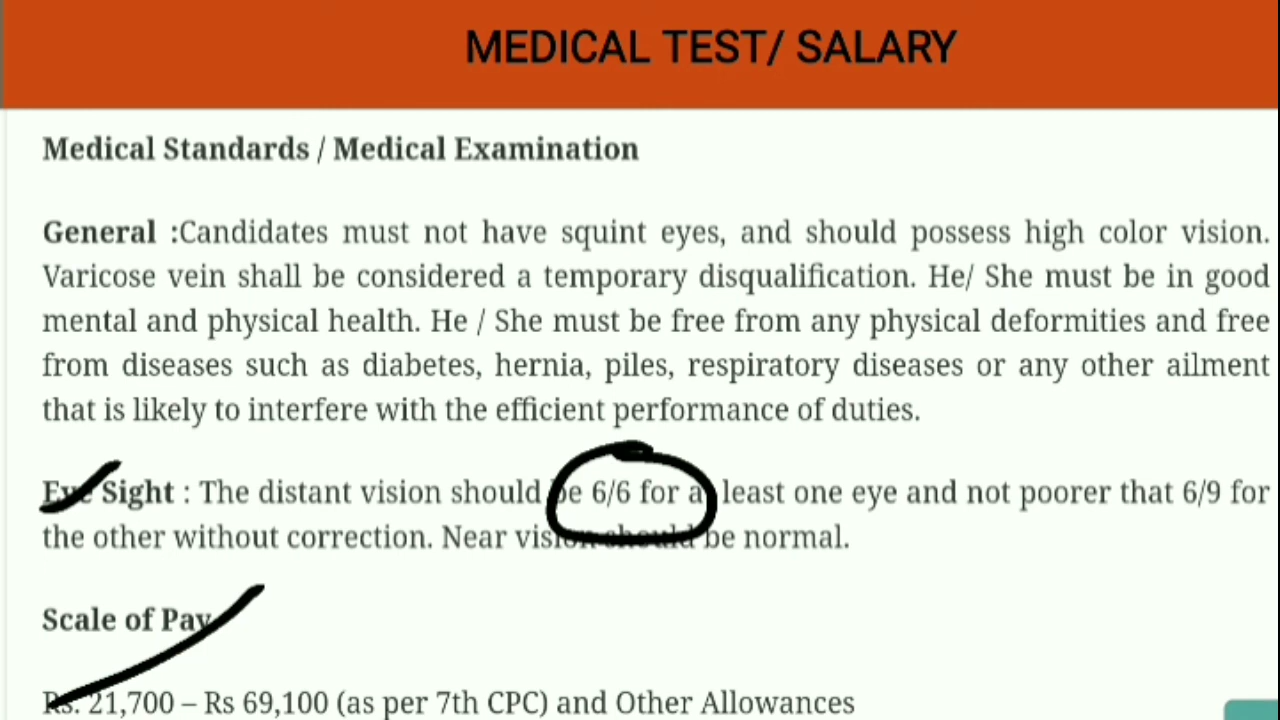 MEDICAL TEST/ SALARY
Medical Standards / Medical Examination
General :Candidates must not have squint eyes, and should possess high color vision.
Varicose vein shall be considered a temporary disqualification. He/ She must be in good
mental and physical health. He / She must be free from any physical deformities and free
from diseases such as diabetes, hernia, piles, respiratory diseases or any other ailment
that is likely to interfere with the efficient performance of duties.
Eye Sight : The distant vision should be 6/6 for at least one eye and not poorer that 6/9 for
the other without correction. Near vision should be normal.
Scale of Pay
Rs. 21,700 – Rs 69,100 (as per 7th CPC) and Other Allowances